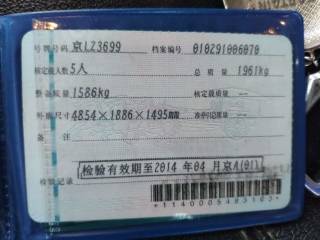 号牌号码 京LZ3699 档案编号 010291006070
核定载人数 5人 总质量 1961kg
整备质量 1586kg 核定载质量 --
外廓尺寸 4854×1886×1495mm 准牵引总质量 --
备注
检验有效期至2014年04月京A(01)
检验记录